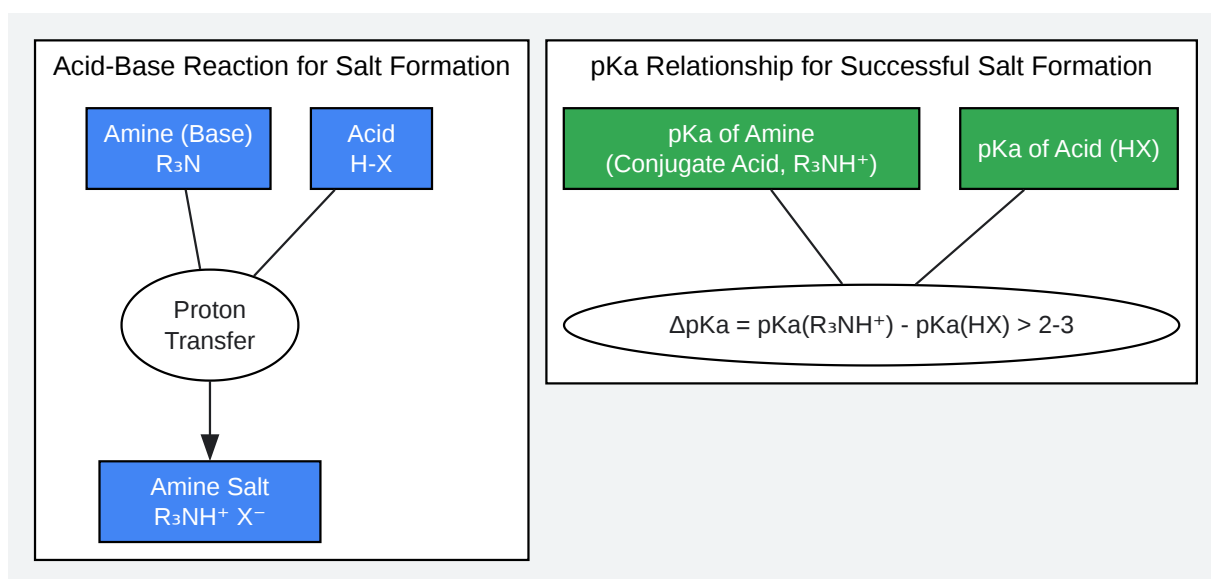 Acid-Base Reaction for Salt Formation
Amine (Base)
R₃N
Acid
H-X
Proton
Transfer
Amine Salt
R₃NH⁺ X⁻
pKa Relationship for Successful Salt Formation
pKa of Amine
(Conjugate Acid, R₃NH⁺)
pKa of Acid (HX)
ΔpKa = pKa(R₃NH⁺) - pKa(HX) > 2-3